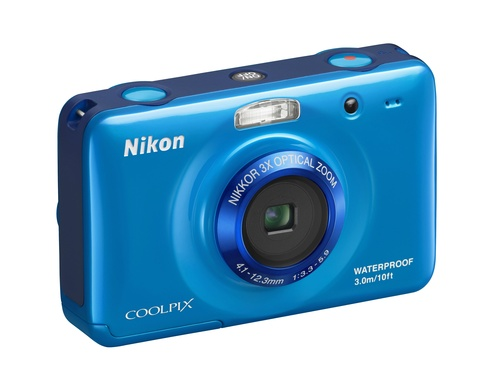 Nikon
NIKKOR 3X OPTICAL ZOOM
4.1-12.3mm 1:3.3-5.9
WATERPROOF
3.0m/10ft
COOLPIX